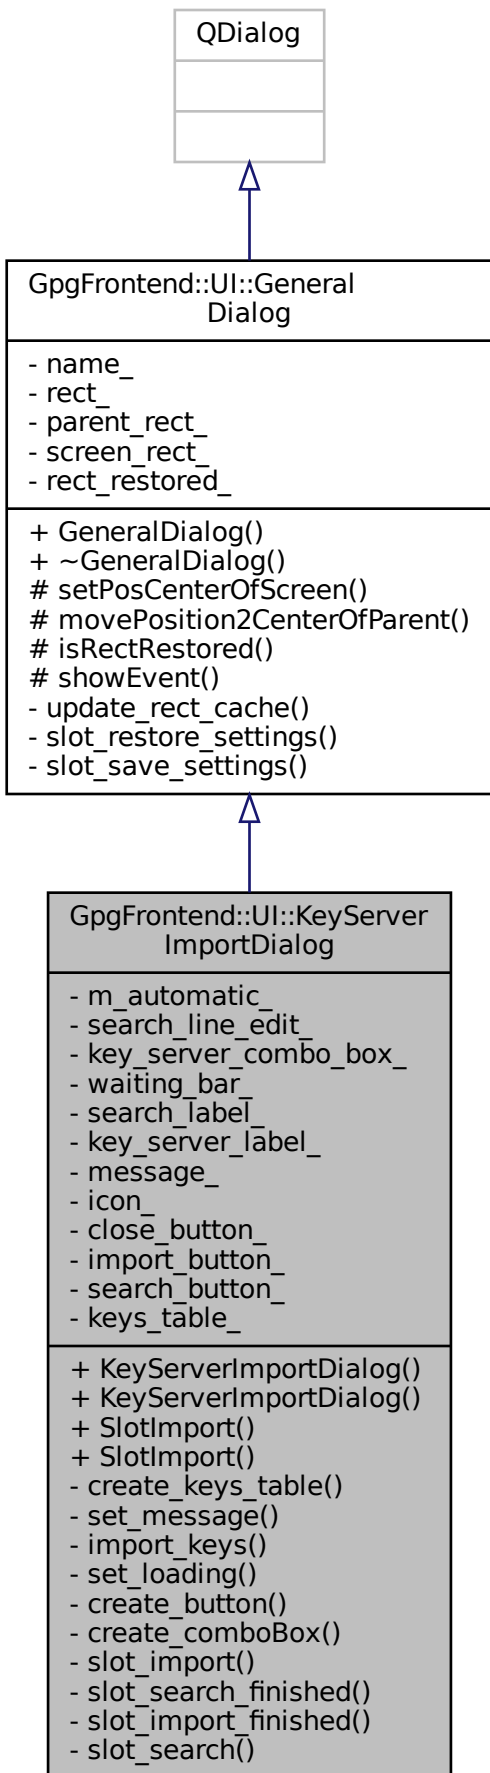 QDialog
GpgFrontend::UI::General
Dialog
- name_
- rect_
- parent_rect_
- screen_rect_
- rect_restored_
+ GeneralDialog()
+ ~GeneralDialog()
# setPosCenterOfScreen()
# movePosition2CenterOfParent()
# isRectRestored()
# showEvent()
- update_rect_cache()
- slot_restore_settings()
- slot_save_settings()
GpgFrontend::UI::KeyServer
ImportDialog
- m_automatic_
- search_line_edit_
- key_server_combo_box_
- waiting_bar_
- search_label_
- key_server_label_
- message_
- icon_
- close_button_
- import_button_
- search_button_
- keys_table_
+ KeyServerImportDialog()
+ KeyServerImportDialog()
+ SlotImport()
+ SlotImport()
- create_keys_table()
- set_message()
- import_keys()
- set_loading()
- create_button()
- create_comboBox()
- slot_import()
- slot_search_finished()
- slot_import_finished()
- slot_search()